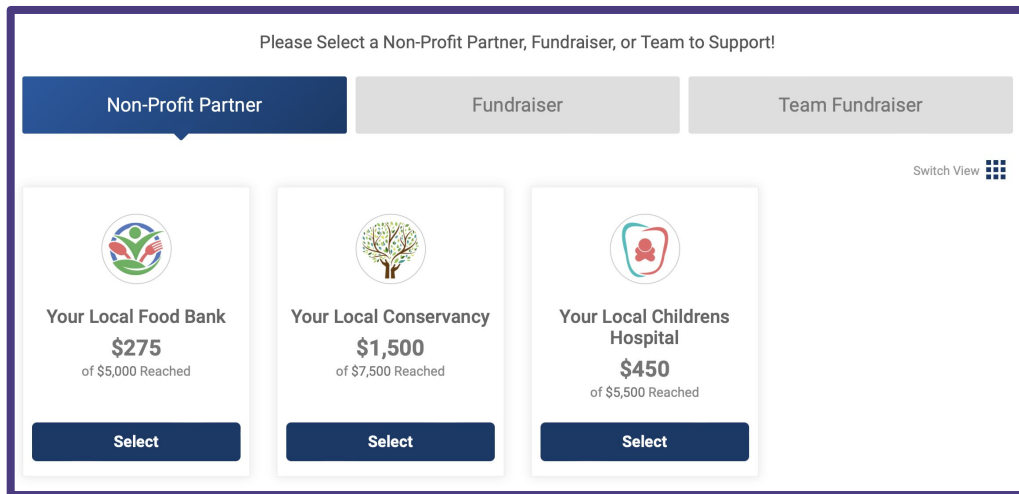 Please Select a Non-Profit Partner, Fundraiser, or Team to Support!
Non-Profit Partner
Fundraiser
Team Fundraiser
Switch View
Your Local Food Bank
$275
of $5,000 Reached
Select
Your Local Conservancy
$1,500
of $7,500 Reached
Select
Your Local Childrens
Hospital
$450
of $5,500 Reached
Select